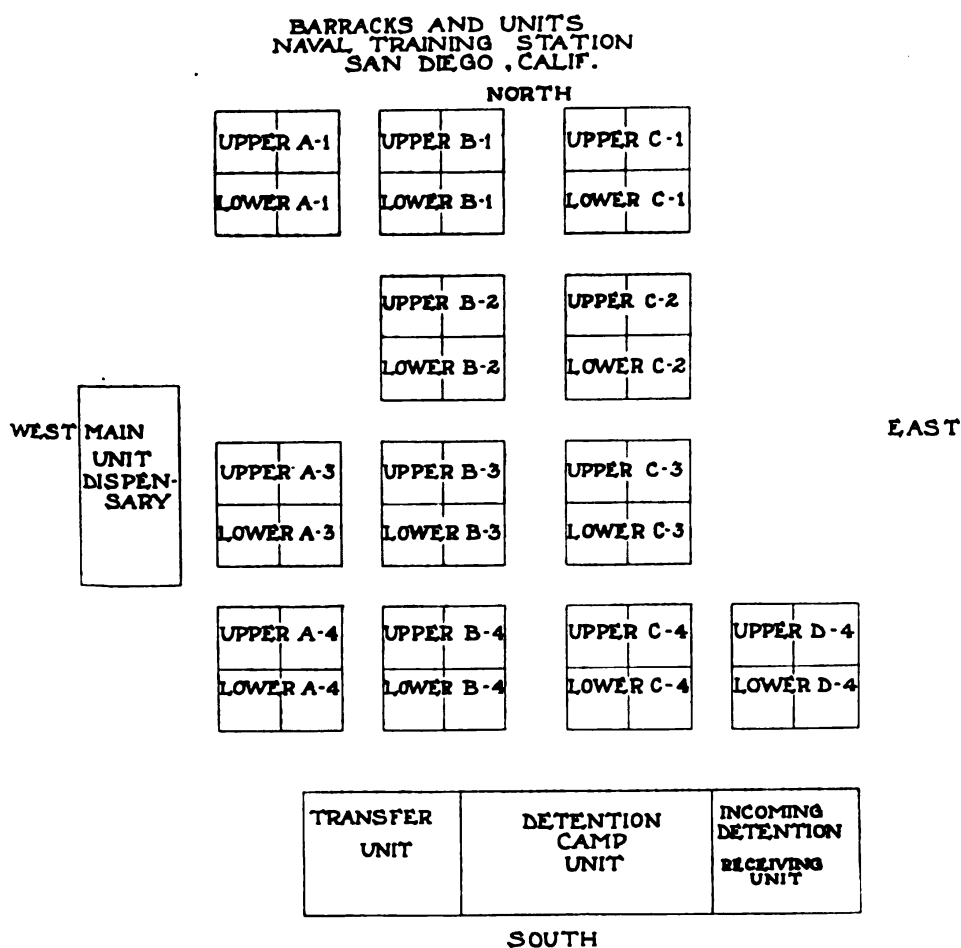 BARRACKS AND UNITS
NAVAL TRAINING STATION
SAN DIEGO, CALIF.
NORTH
UPPER A-1
UPPER B-1
UPPER C-1
LOWER A-1
LOWER B-1
LOWER C-1
UPPER B-2
UPPER C-2
LOWER B-2
LOWER C-2
WEST
MAIN
UNIT
DISPEN-
SARY
EAST
UPPER A-3
UPPER B-3
UPPER C-3
LOWER A-3
LOWER B-3
LOWER C-3
UPPER A-4
UPPER B-4
UPPER C-4
UPPER D-4
LOWER A-4
LOWER B-4
LOWER C-4
LOWER D-4
TRANSFER
UNIT
DETENTION
CAMP
UNIT
INCOMING
DETENTION
RECEIVING
UNIT
SOUTH